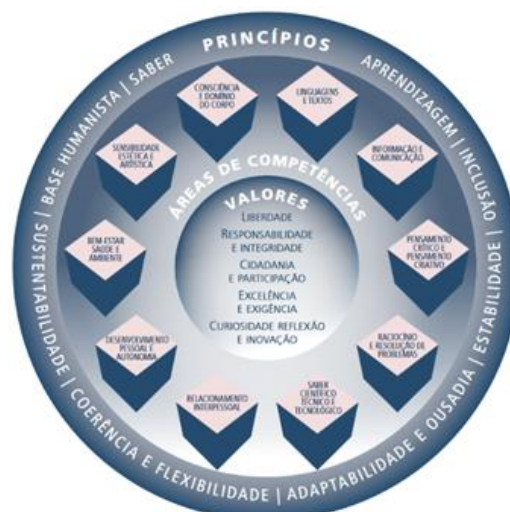 PRINCÍPIOS
BASE HUMANISTA | SABER
APRENDIZAGEM | INCLUSÃO
ESTABILIDADE |
ADAPTABILIDADE E OUSADIA
COERÊNCIA E FLEXIBILIDADE |
SUSTENTABILIDADE |
ÁREAS DE COMPETÊNCIAS
LINGUAGENS
E TEXTOS
INFORMAÇÃO E
COMUNICAÇÃO
PENSAMENTO
CRÍTICO E
PENSAMENTO
CRIATIVO
RACIOCÍNIO
E RESOLUÇÃO DE
PROBLEMAS
SABER
CIENTÍFICO
TÉCNICO E
TECNOLÓGICO
RELACIONAMENTO
INTERPESSOAL
DESENVOLVIMENTO
PESSOAL E
AUTONOMIA
BEM-ESTAR
SAÚDE E
AMBIENTE
SENSIBILIDADE
ESTÉTICA E
ARTÍSTICA
CONSCIÊNCIA
E DOMÍNIO
DO CORPO
VALORES
LIBERDADE
RESPONSABILIDADE
E INTEGRIDADE
CIDADANIA
E PARTICIPAÇÃO
EXCELÊNCIA
E EXIGÊNCIA
CURIOSIDADE REFLEXÃO
E INOVAÇÃO